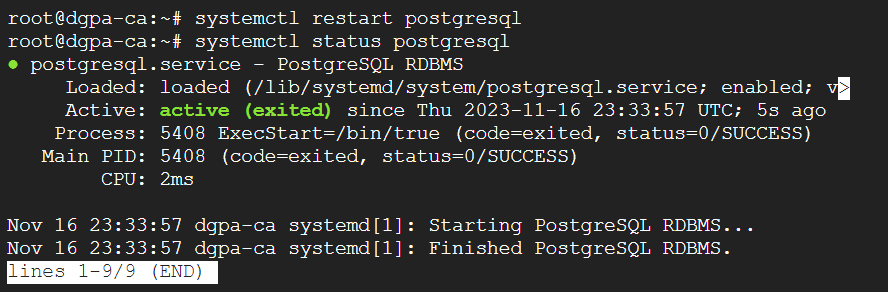 root@dgpa-ca:~# systemctl restart postgresql
root@dgpa-ca:~# systemctl status postgresql
● postgresql.service - PostgreSQL RDBMS
     Loaded: loaded (/lib/systemd/system/postgresql.service; enabled; v>
     Active: active (exited) since Thu 2023-11-16 23:33:57 UTC; 5s ago
    Process: 5408 ExecStart=/bin/true (code=exited, status=0/SUCCESS)
   Main PID: 5408 (code=exited, status=0/SUCCESS)
        CPU: 2ms

Nov 16 23:33:57 dgpa-ca systemd[1]: Starting PostgreSQL RDBMS...
Nov 16 23:33:57 dgpa-ca systemd[1]: Finished PostgreSQL RDBMS.
lines 1-9/9 (END)